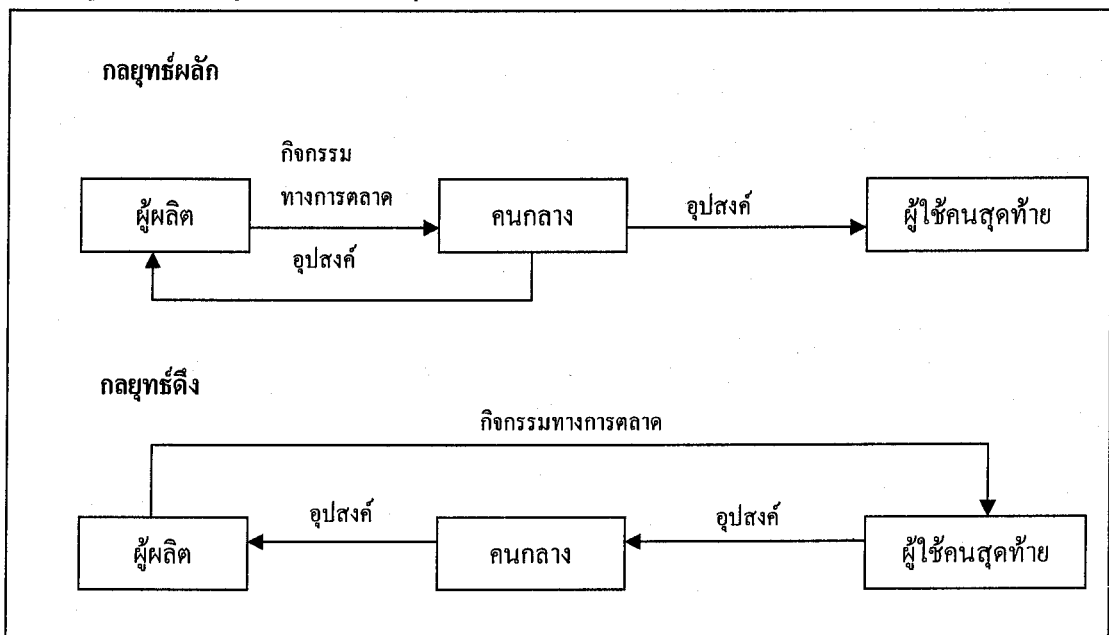 กลยุทธ์ผลัก
กิจกรรม
ทางการตลาด
ผู้ผลิต
คนกลาง
อุปสงค์
ผู้ใช้คนสุดท้าย
อุปสงค์
กลยุทธ์ดึง
กิจกรรมทางการตลาด
ผู้ผลิต
อุปสงค์
คนกลาง
อุปสงค์
ผู้ใช้คนสุดท้าย